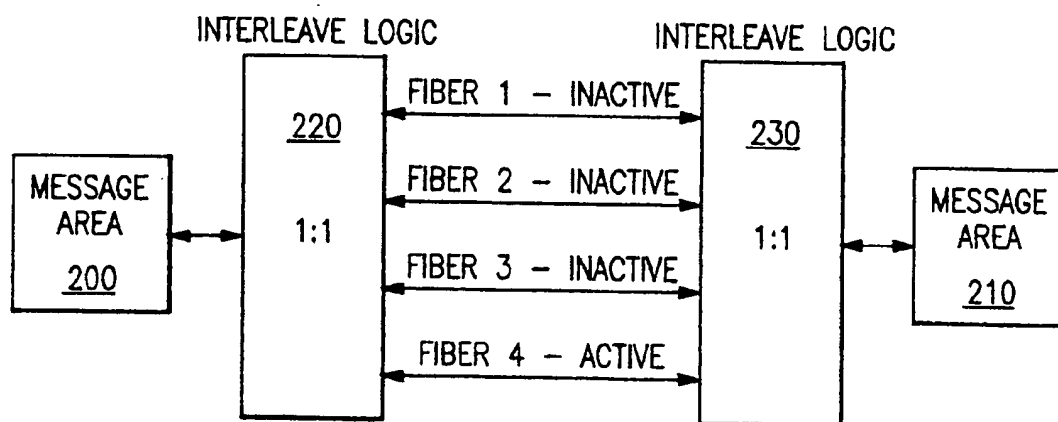 INTERLEAVE LOGIC
INTERLEAVE LOGIC
FIBER 1 – INACTIVE
220
230
FIBER 2 – INACTIVE
MESSAGE
AREA
200
1:1
1:1
MESSAGE
AREA
210
FIBER 3 – INACTIVE
FIBER 4 – ACTIVE